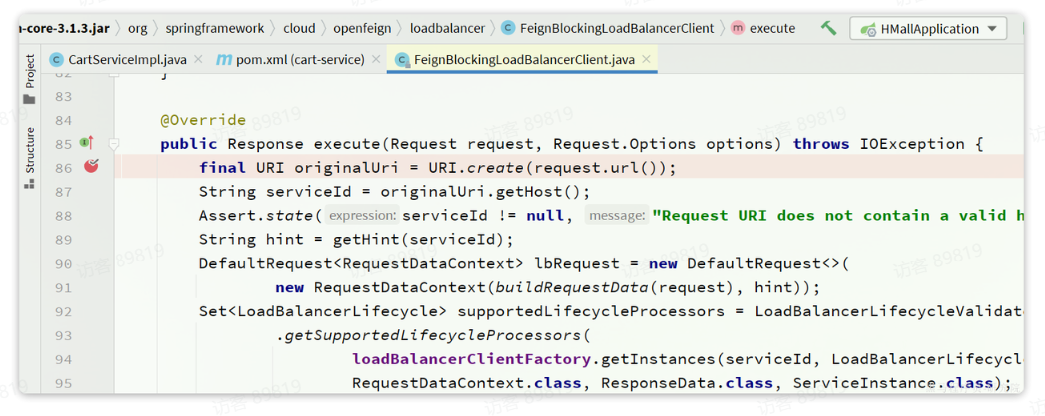 -core-3.1.3.jar org springframework cloud openfeign loadbalancer FeignBlockingLoadBalancerClient execute HMallApplication
CartServiceImpl.java pom.xml (cart-service) FeignBlockingLoadBalancerClient.java
Project
Structure
82 }
83
84 @Override
85 public Response execute(Request request, Request.Options options) throws IOException {
86 final URI originalUri = URI.create(request.url());
87 String serviceId = originalUri.getHost();
88 Assert.state( expression: serviceId != null, message: "Request URI does not contain a valid h
89 String hint = getHint(serviceId);
90 DefaultRequest<RequestDataContext> lbRequest = new DefaultRequest<>(
91 new RequestDataContext(buildRequestData(request), hint));
92 Set<LoadBalancerLifecycle> supportedLifecycleProcessors = LoadBalancerLifecycleValidat
93 .getSupportedLifecycleProcessors(
94 loadBalancerClientFactory.getInstances(serviceId, LoadBalancerLifecycl
95 RequestDataContext.class, ResponseData.class, ServiceInstance.class);
访客 89819